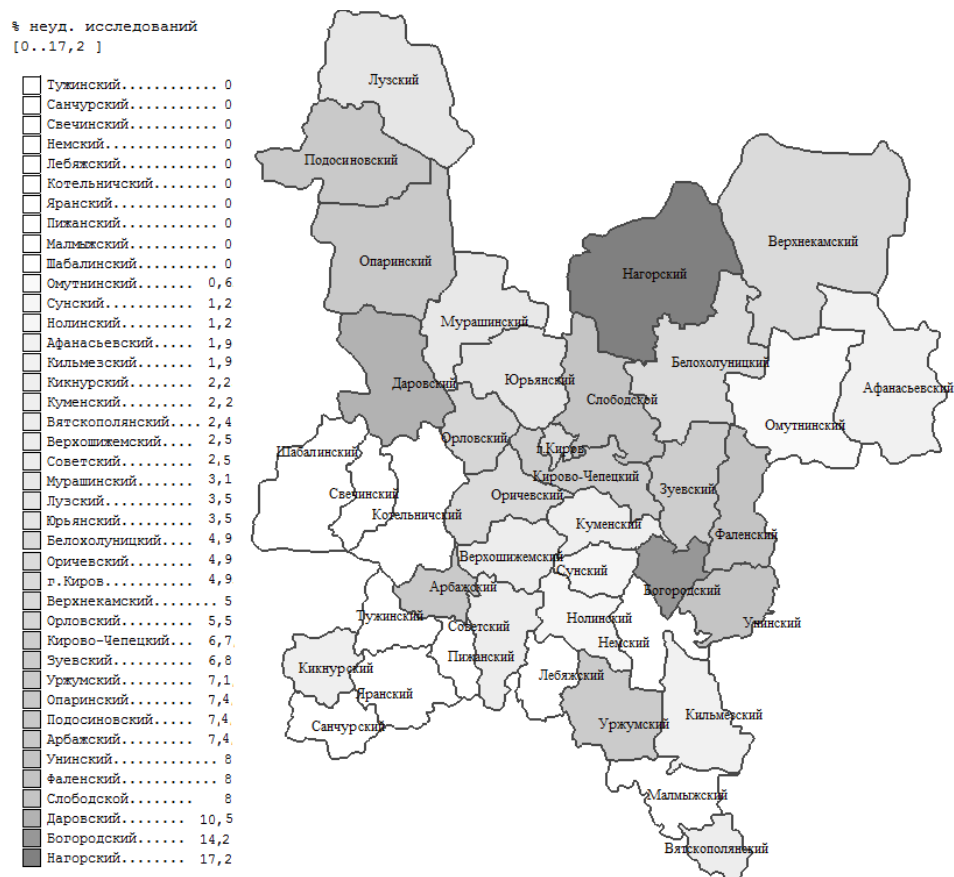 % неуд. исследований
[0..17,2 ]
Тужинский............ 0
Санчурский........... 0
Свечинский........... 0
Немский.............. 0
Лебяжский............ 0
Котельничский........ 0
Яранский............. 0
Пижанский............ 0
Малмыжский........... 0
Шабалинский.......... 0
Омутнинский....... 0,6
Сунский........... 1,2
Нолинский......... 1,2
Афанасьевский..... 1,9
Кильмезский....... 1,9
Кикнурский........ 2,2
Куменский......... 2,2
Вятскополянский... 2,4
Верхошижемский.... 2,5
Советский......... 2,5
Мурашинский....... 3,1
Лузский........... 3,5
Юрьянский......... 3,5
Белохолуницкий.... 4,9
Оричевский........ 4,9
г.Киров........... 4,9
Верхнекамский........ 5
Орловский......... 5,5
Кирово-Чепецкий... 6,7
Зуевский.......... 6,8
Уржумский......... 7,1
Опаринский........ 7,4
Подосиновский..... 7,4
Арбажский......... 7,4
Унинский............. 8
Фаленский............ 8
Слободской........ 8
Даровский........ 10,5
Богородский...... 14,2
Нагорский........ 17,2
Лузский
Подосиновский
Верхнекамский
Опаринский
Нагорский
Мурашинский
Белохолуницкий
Юрьянский
Даровский
Афанасьевский
Слободской
Омутнинский
Орловский
г.Киров
Шабалинский
Кирово-Чепецкий
Зуевский
Свечинский
Оричевский
Котельничский
Куменский
Фаленский
Верхошижемский
Сунский
Арбажский
Богородский
Тужинский
Нолинский
Унинский
Советский
Немский
Пижанский
Кикнурский
Лебяжский
Яранский
Кильмезский
Уржумский
Санчурский
Малмыжский
Вятскополянский